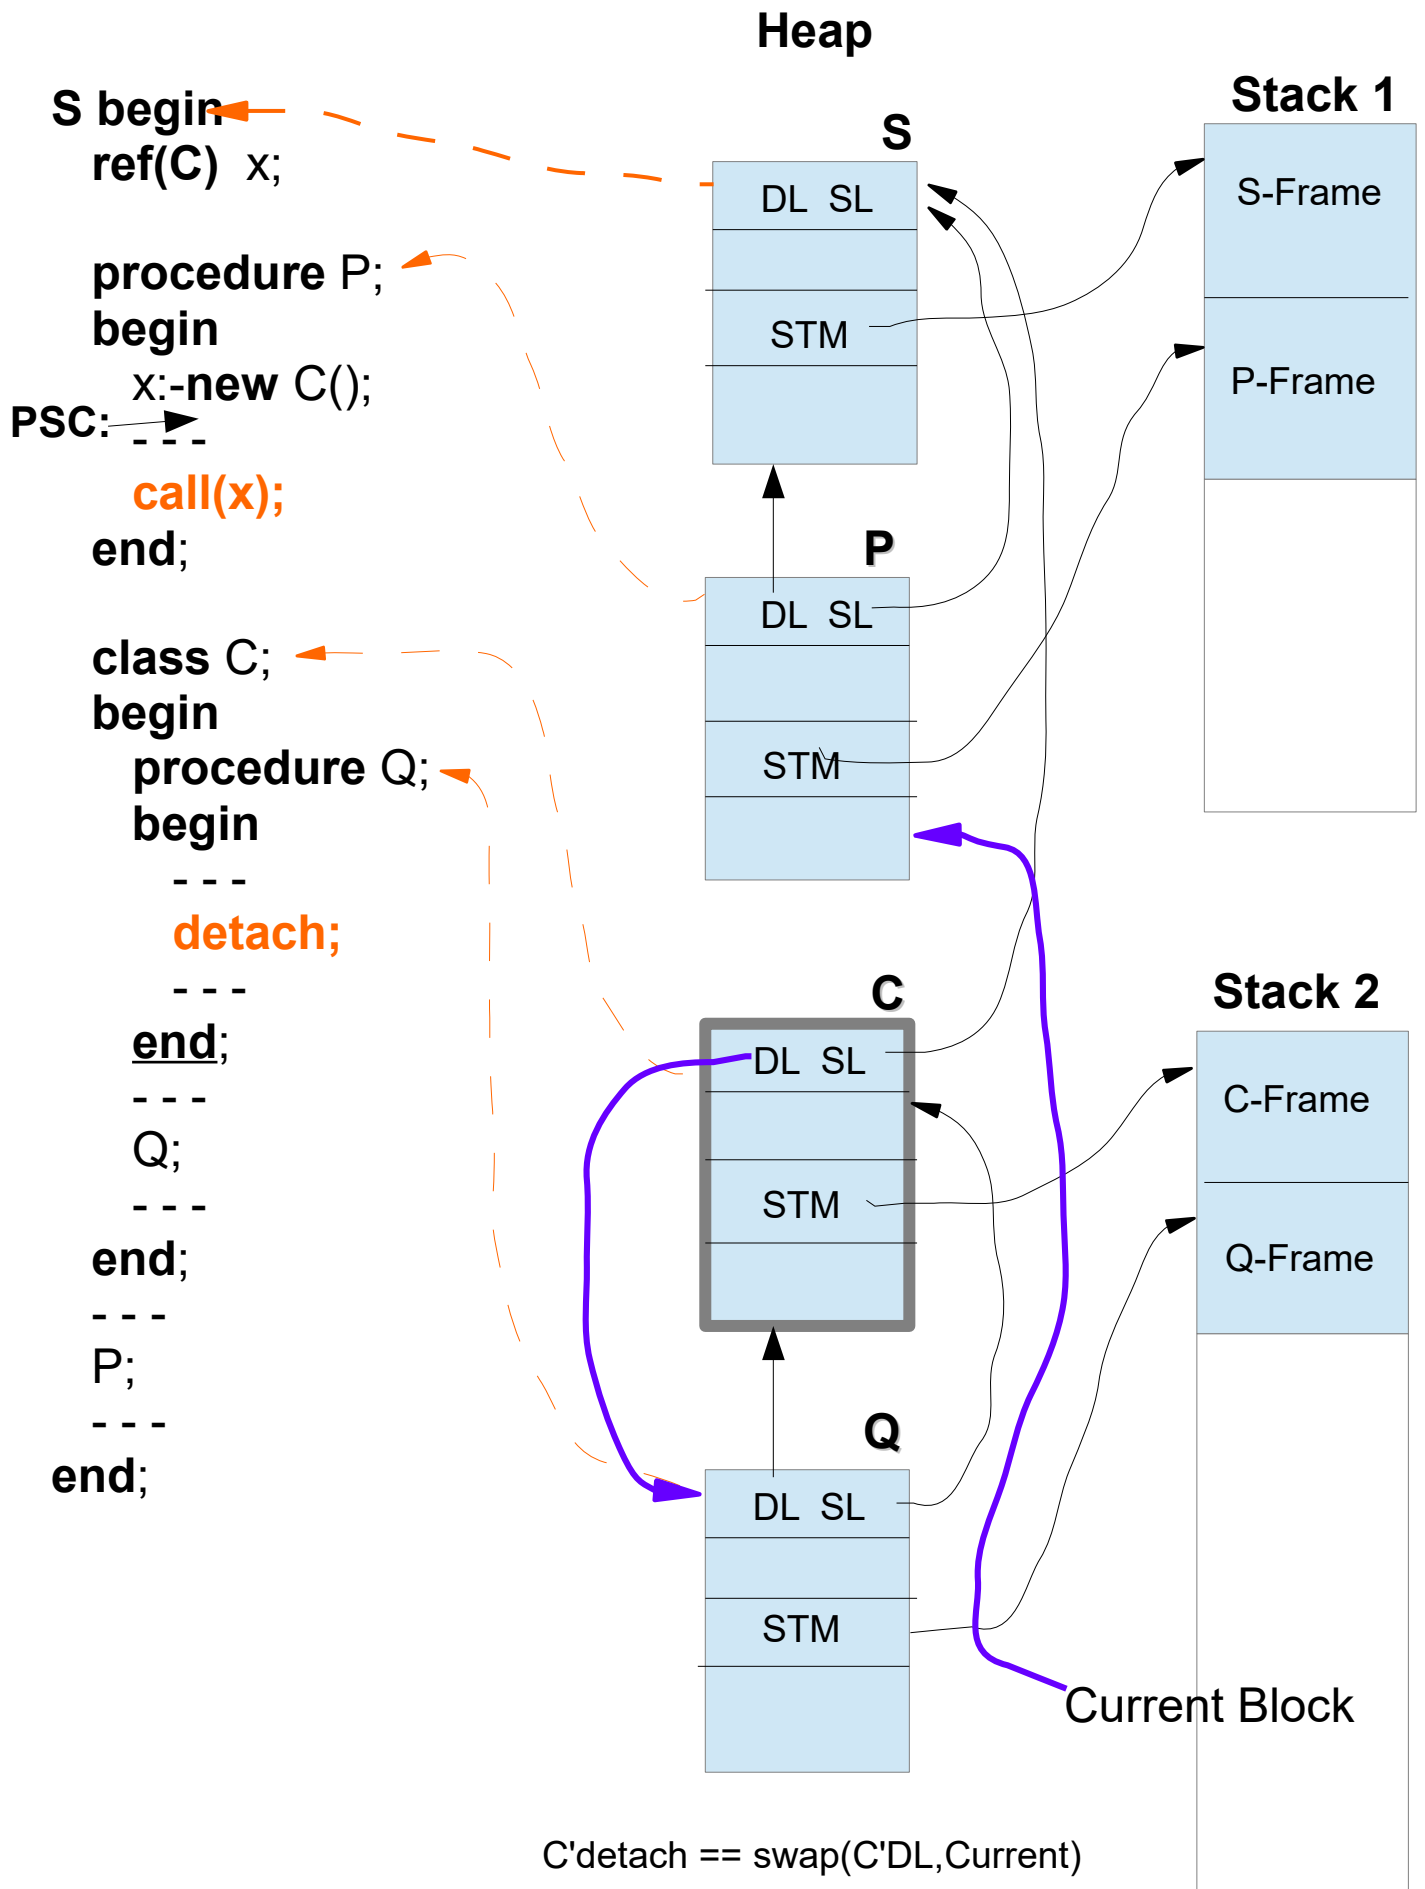 Heap
S begin
ref(C) x;
procedure P;
begin
x:-new C();
PSC:
- - -
call(x);
end;
class C;
begin
procedure Q;
begin
- - -
detach;
- - -
end;
- - -
Q;
- - -
end;
- - -
P;
- - -
end;
S
DL SL
STM
P
DL SL
STM
C
DL SL
STM
Q
DL SL
STM
Stack 1
S-Frame
P-Frame
Stack 2
C-Frame
Q-Frame
Current Block
C'detach == swap(C'DL,Current)